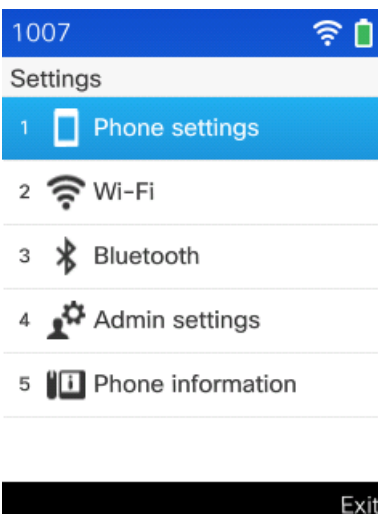 1007
Settings
1 Phone settings
2 Wi-Fi
3 Bluetooth
4 Admin settings
5 Phone information
Exit